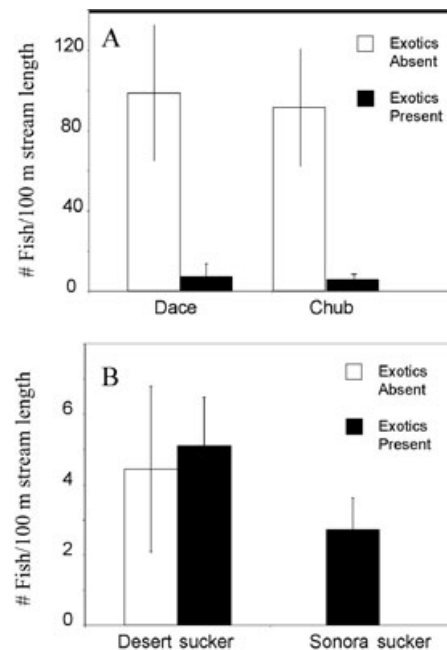 A
Exotics
Absent
Exotics
Present
120
80
40
0
# Fish/100 m stream length
Dace Chub
B
Exotics
Absent
Exotics
Present
6
4
2
0
# Fish/100 m stream length
Desert sucker Sonora sucker